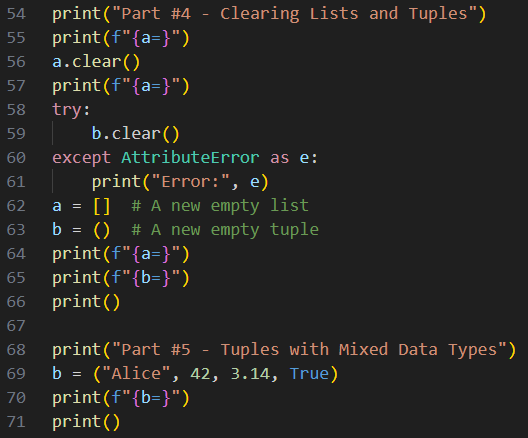 54 print("Part #4 - Clearing Lists and Tuples")
55 print(f"{a=}")
56 a.clear()
57 print(f"{a=}")
58 try:
59     b.clear()
60 except AttributeError as e:
61     print("Error:", e)
62 a = []  # A new empty list
63 b = ()  # A new empty tuple
64 print(f"{a=}")
65 print(f"{b=}")
66 print()
67
68 print("Part #5 - Tuples with Mixed Data Types")
69 b = ("Alice", 42, 3.14, True)
70 print(f"{b=}")
71 print()